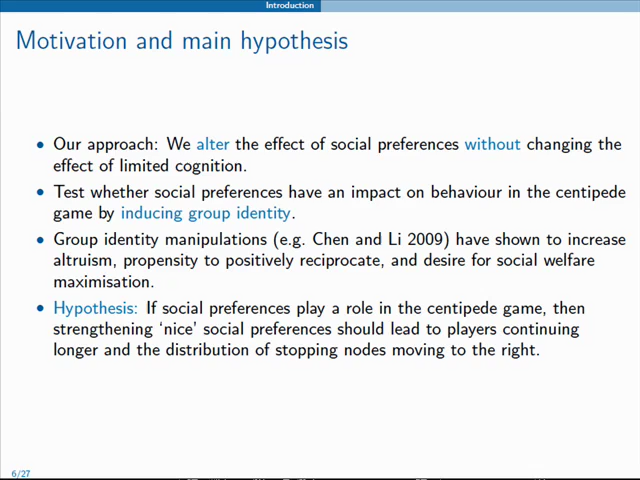 Introduction
Motivation and main hypothesis
• Our approach: We alter the effect of social preferences without changing the
effect of limited cognition.
• Test whether social preferences have an impact on behaviour in the centipede
game by inducing group identity.
• Group identity manipulations (e.g. Chen and Li 2009) have shown to increase
altruism, propensity to positively reciprocate, and desire for social welfare
maximisation.
• Hypothesis: If social preferences play a role in the centipede game, then
strengthening ‘nice’ social preferences should lead to players continuing
longer and the distribution of stopping nodes moving to the right.
6/27